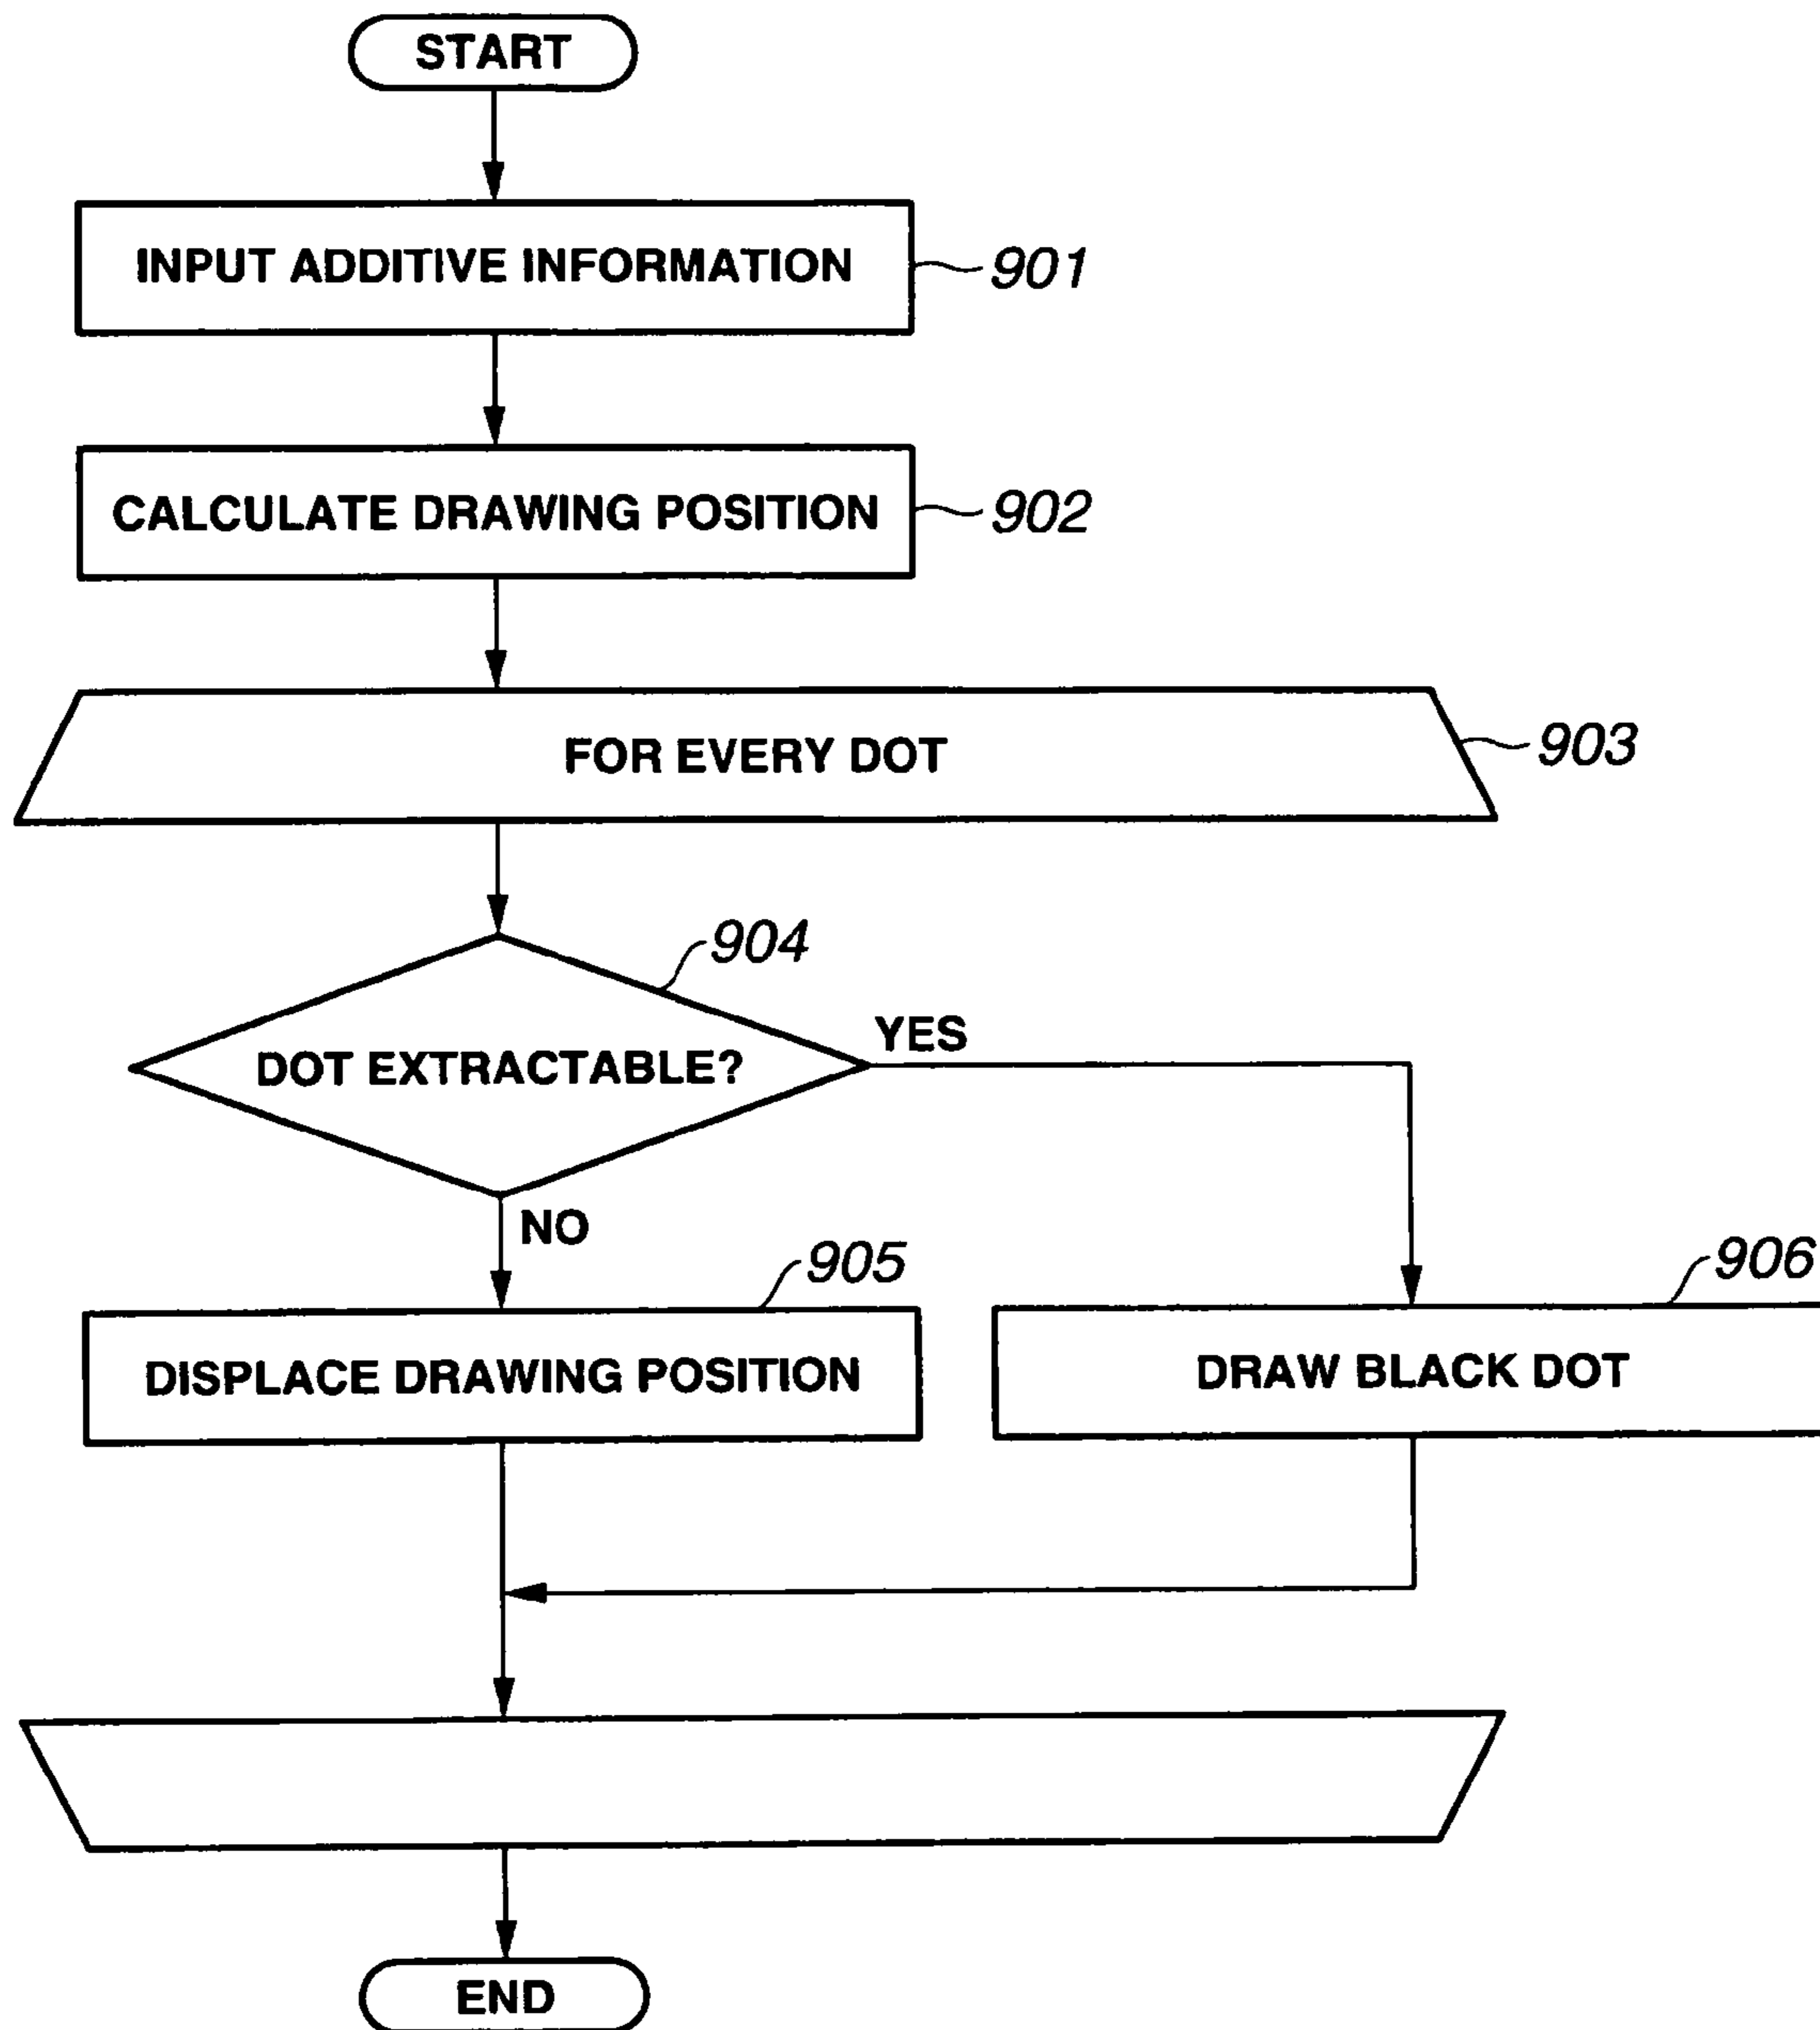 START
INPUT ADDITIVE INFORMATION
901
CALCULATE DRAWING POSITION
902
FOR EVERY DOT
903
904
DOT EXTRACTABLE?
YES
NO
905
906
DISPLACE DRAWING POSITION
DRAW BLACK DOT
END